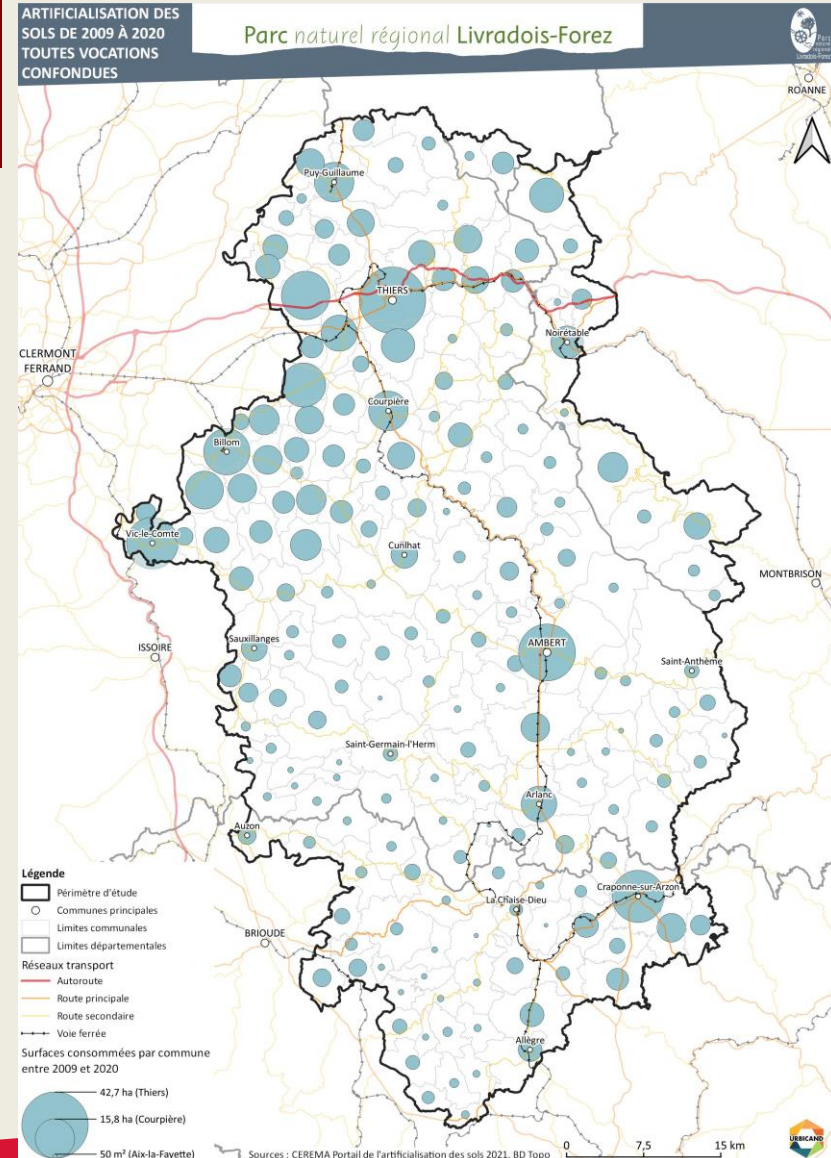 ARTIFICIALISATION DES
SOLS DE 2009 À 2020
TOUTES VOCATIONS
CONFONDUES
Parc naturel régional Livradois-Forez
Parc
naturel
régional
Livradois-Forez
ROANNE
Puy-Guillaume
THIERS
Noirétable
CLERMONT
FERRAND
Courpière
Billom
Vic-le-Comte
Cunlhat
MONTBRISON
AMBERT
Sauxillanges
ISSOIRE
Saint-Anthème
Saint-Germain-l'Herm
Arlanc
Auzon
Craponne-sur-Arzon
La Chaise-Dieu
BRIOUDE
Allègre
Légende
Périmètre d'étude
Communes principales
Limites communales
Limites départementales
Réseaux transport
Autoroute
Route principale
Route secondaire
Voie ferrée
Surfaces consommées par commune
entre 2009 et 2020
42,7 ha (Thiers)
15,8 ha (Courpière)
50 m² (Aix-la-Fayette)
Sources : CEREMA Portail de l'artificialisation des sols 2021, BD Topo
0 7,5 15 km
URBICAND